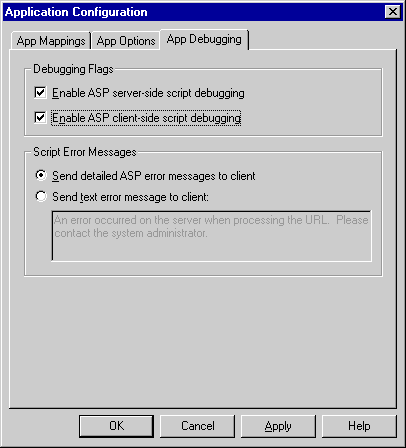 Application Configuration
App Mappings App Options App Debugging
Debugging Flags
Enable ASP server-side script debugging
Enable ASP client-side script debugging
Script Error Messages
Send detailed ASP error messages to client
Send text error message to client:
An error occurred on the server when processing the URL.  Please
contact the system administrator.
OK Cancel Apply Help